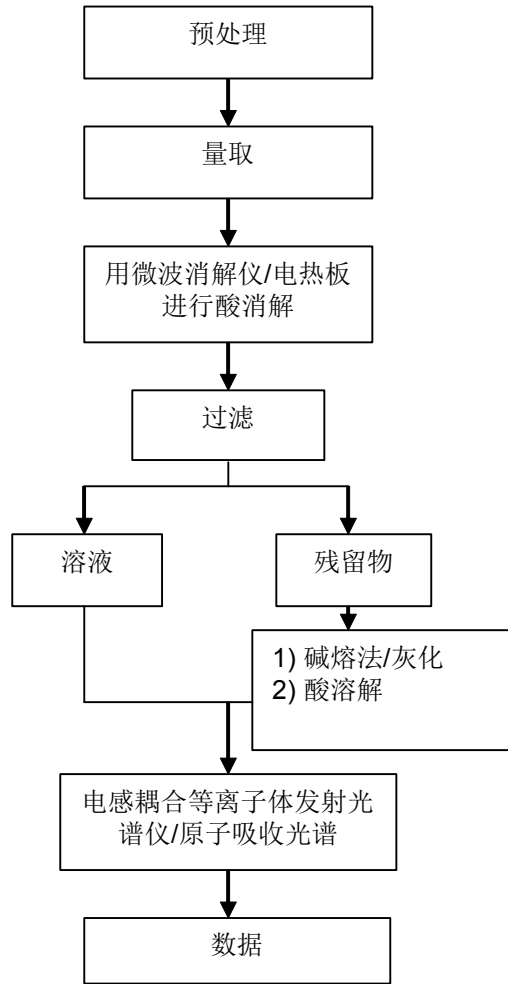 预处理
量取
用微波消解仪/电热板
进行酸消解
过滤
溶液
残留物
1) 碱熔法/灰化
2) 酸溶解
电感耦合等离子体发射光
谱仪/原子吸收光谱
数据